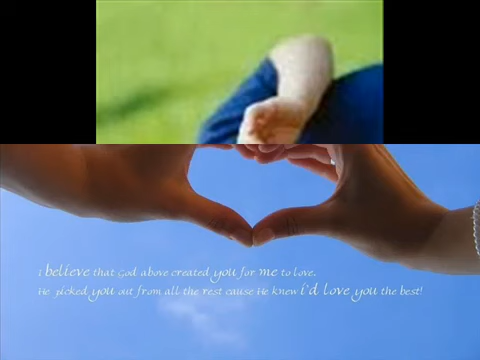 I believe that God above created you for me to love.
He picked you out from all the rest cause He knew i'd love you the best!